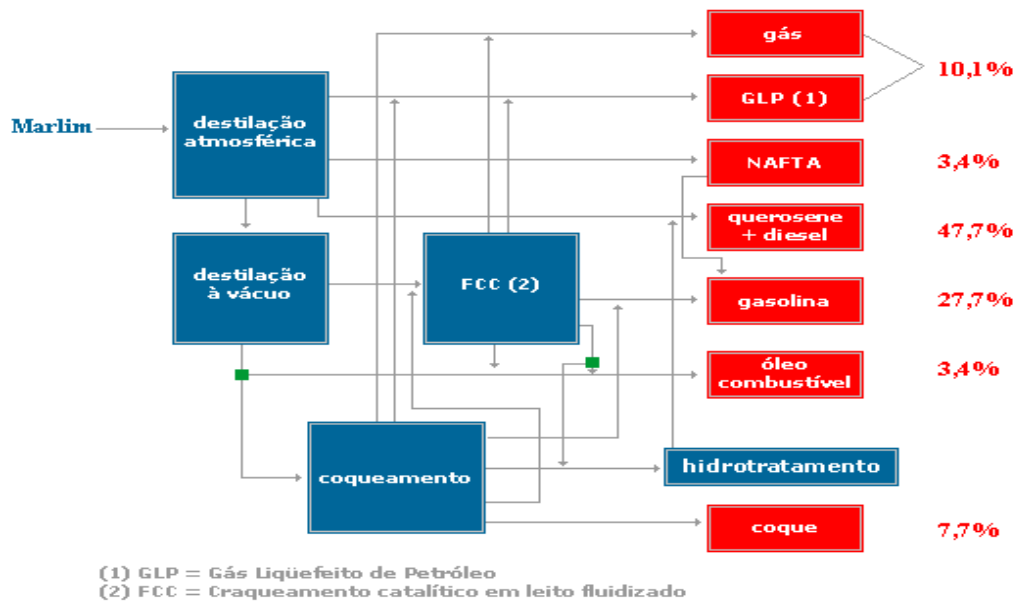 gás
10,1%
GLP (1)
Marlim
destilação
atmosférica
NAFTA
3,4%
querosene
+ diesel
47,7%
destilação
à vácuo
FCC (2)
gasolina
27,7%
óleo
combustível
3,4%
coqueamento
hidrotratamento
coque
7,7%
(1) GLP = Gás Liqüefeito de Petróleo
(2) FCC = Craqueamento catalítico em leito fluidizado